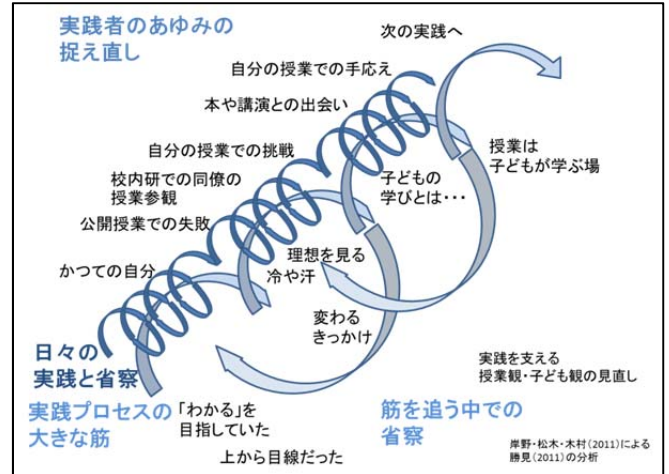 実践者のあゆみの
捉え直し
次の実践へ
自分の授業での手応え
本や講演との出会い
自分の授業での挑戦
校内研での同僚の
授業参観
公開授業での失敗
かつての自分
授業は
子どもが学ぶ場
子どもの
学びとは・・・
理想を見る
冷や汗
変わる
きっかけ
日々の
実践と省察
実践プロセスの
大きな筋
「わかる」を
目指していた
上から目線だった
筋を追う中での
省察
実践を支える
授業観・子ども観の見直し
岸野・松木・木村(2011)による
勝見(2011)の分析